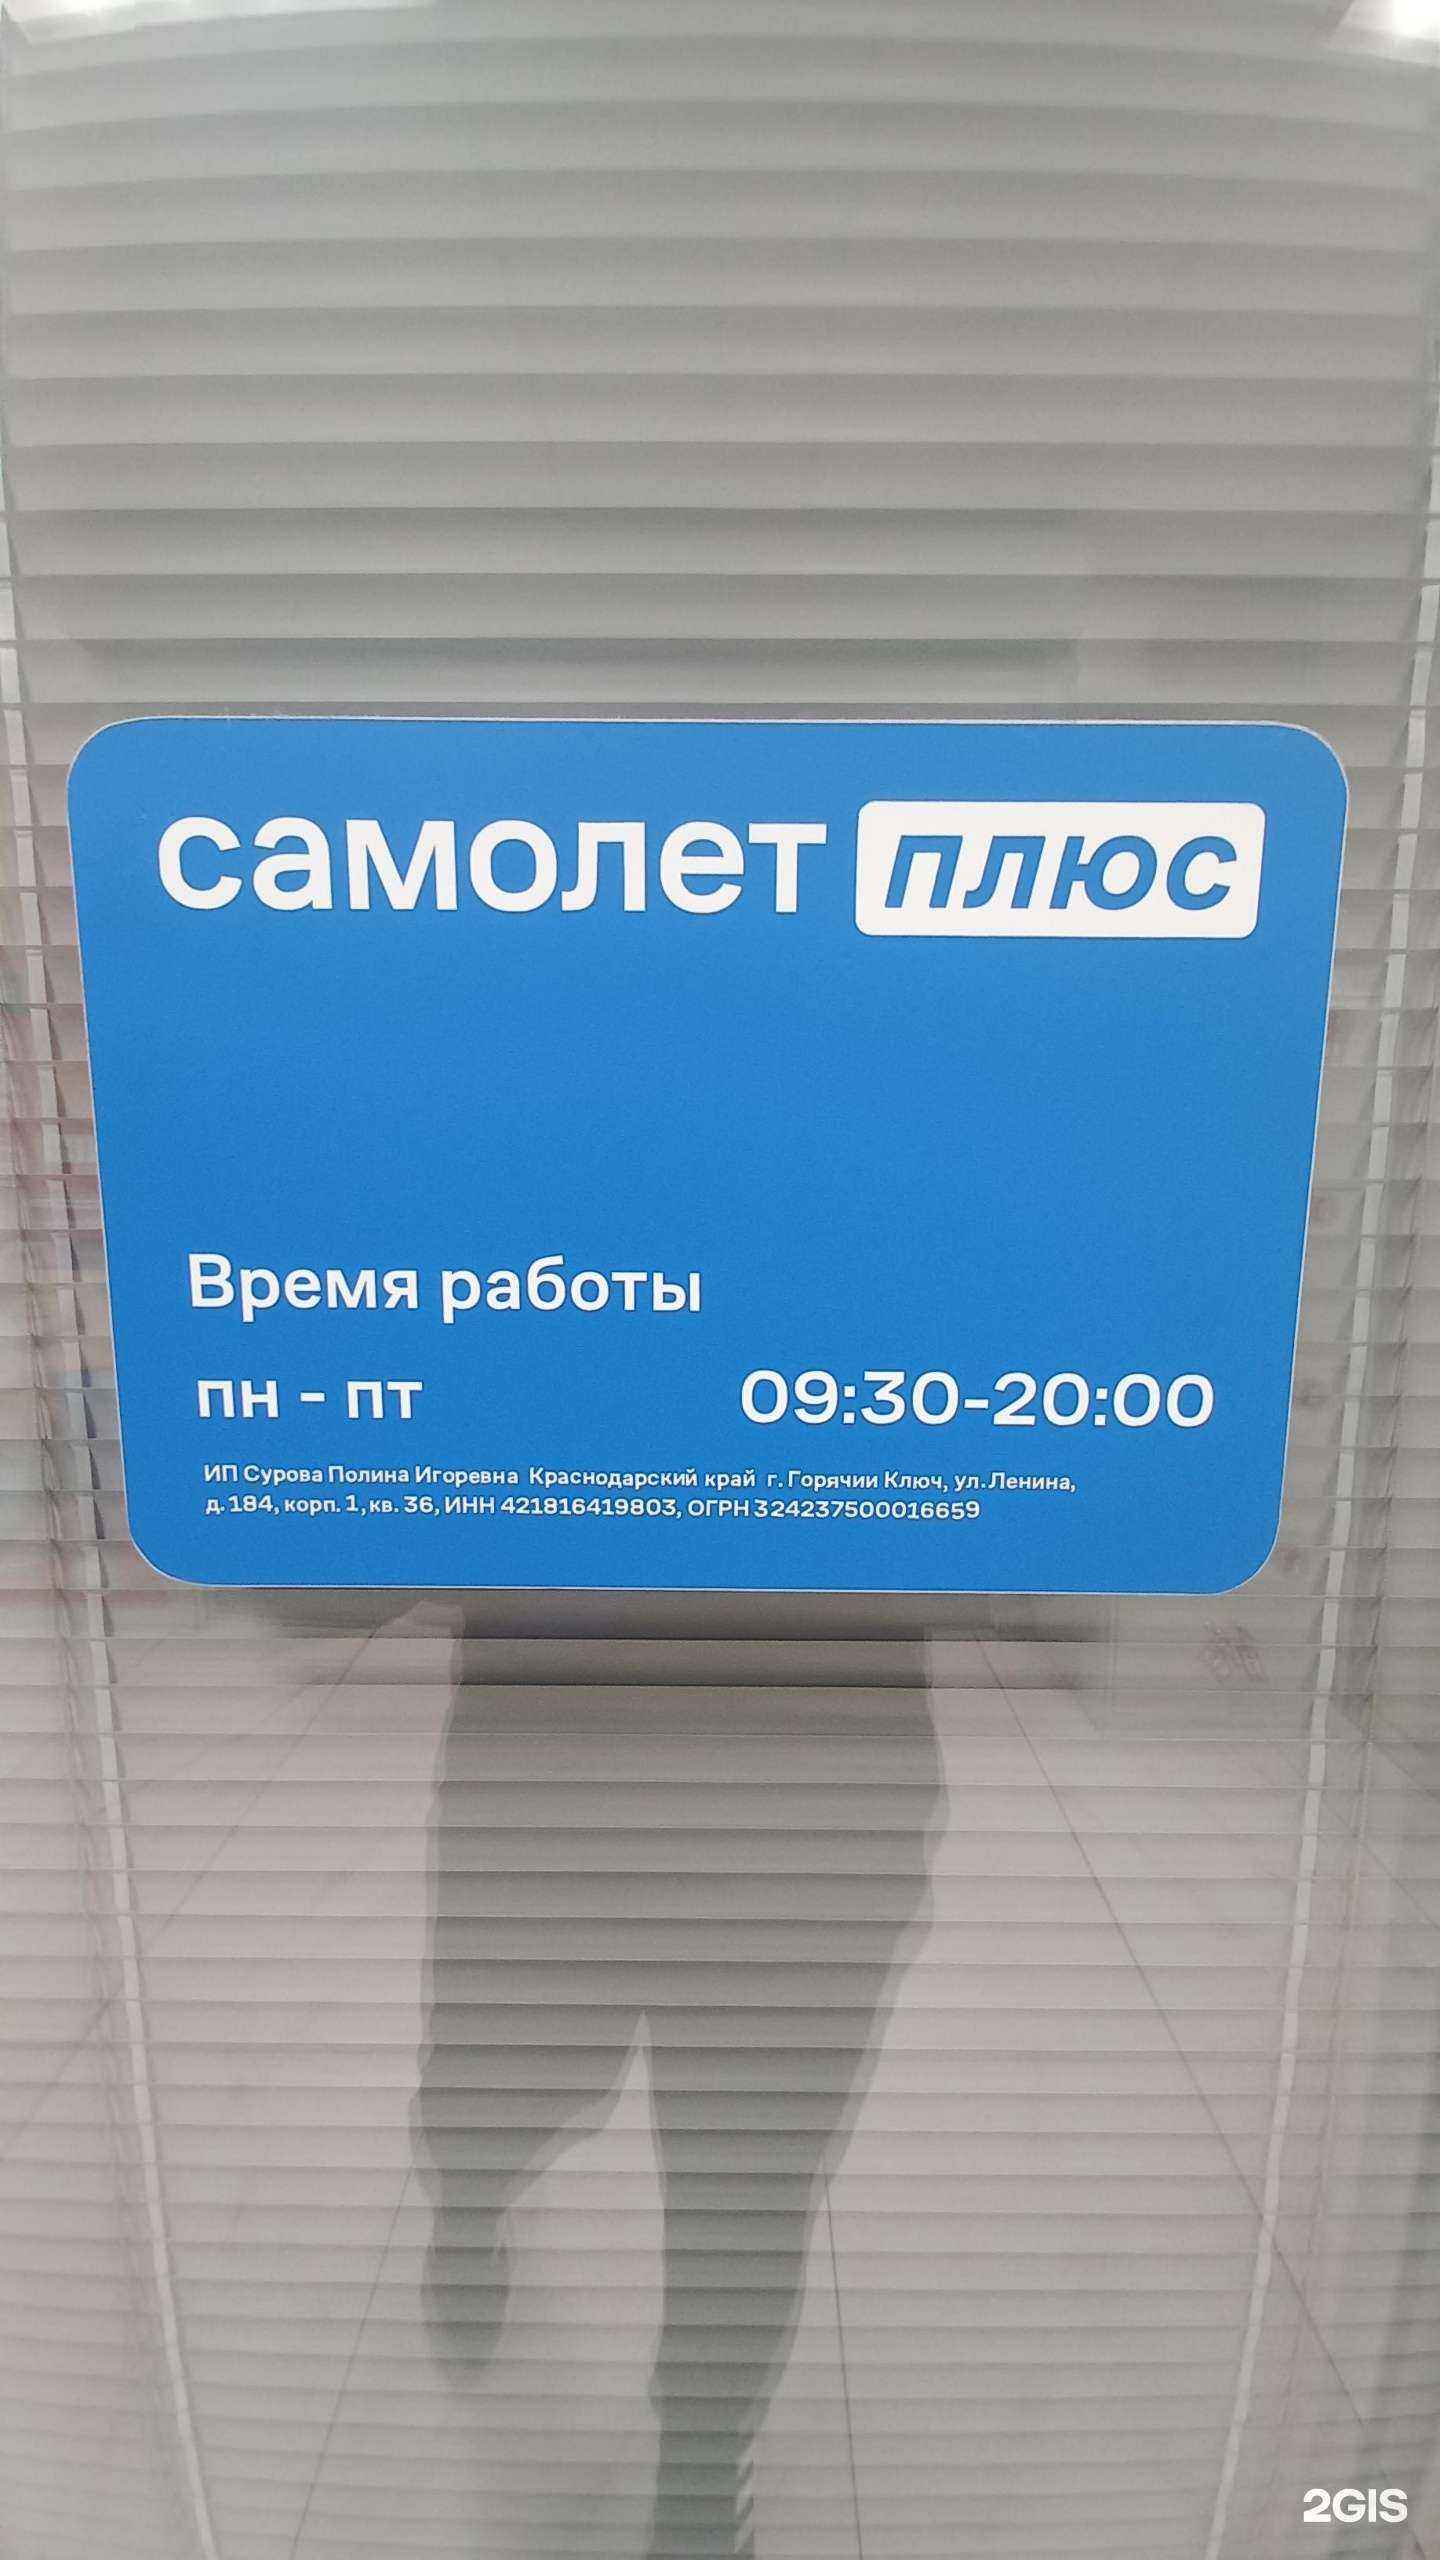 самолет плюс
Время работы
пн - пт 09:30-20:00
ИП Сурова Полина Игоревна Краснодарский край г. Горячии Ключ, ул. Ленина,
д. 184, корп. 1, кв. 36, ИНН 421816419803, ОГРН 324237500016659
2GIS